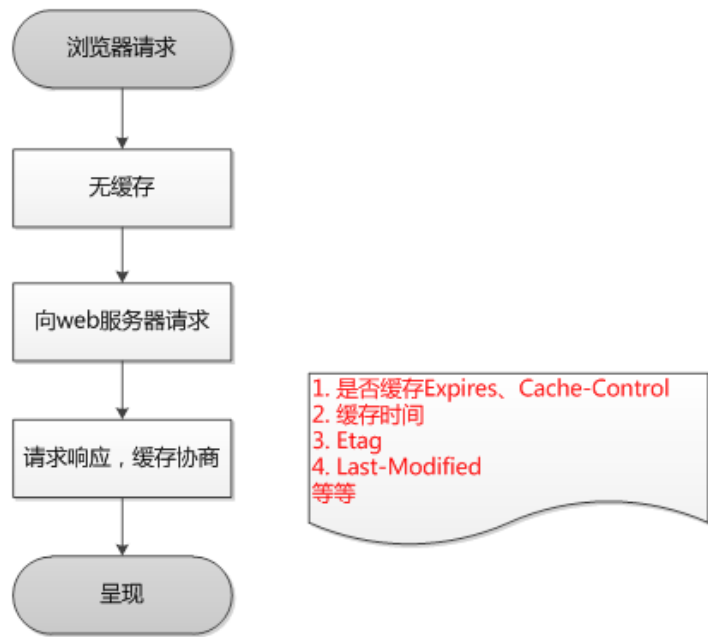 浏览器请求
无缓存
向web服务器请求
请求响应，缓存协商
呈现
1. 是否缓存Expires、Cache-Control
2. 缓存时间
3. Etag
4. Last-Modified
等等